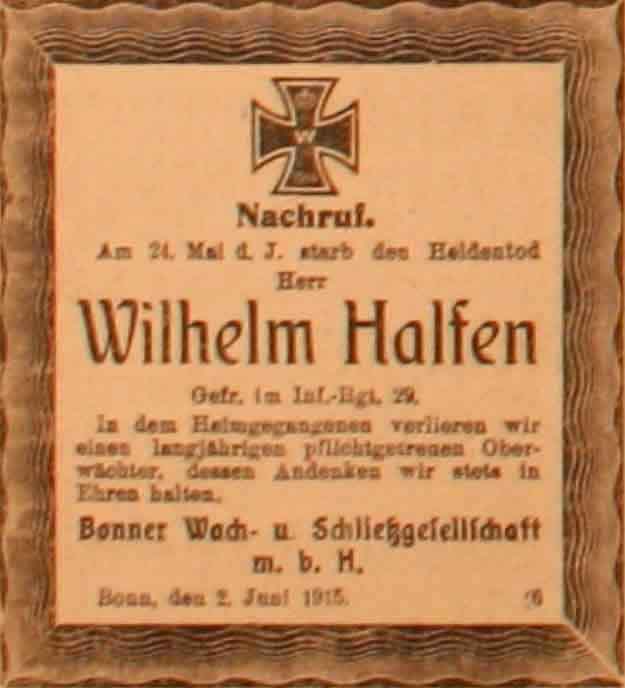 W
Nachruf.
Am 24. Mai d. J. starb den Heldentod
Herr
Wilhelm Halfen
Gefr. im Inf.-Rgt. 29.
In dem Heimgegangenen verlieren wir
einen langjährigen pflichtgetreuen Ober-
wächter, dessen Andenken wir stets in
Ehren halten.
Bonner Wach- u. Schließgesellschaft
m. b. H.
Bonn, den 2. Juni 1915.